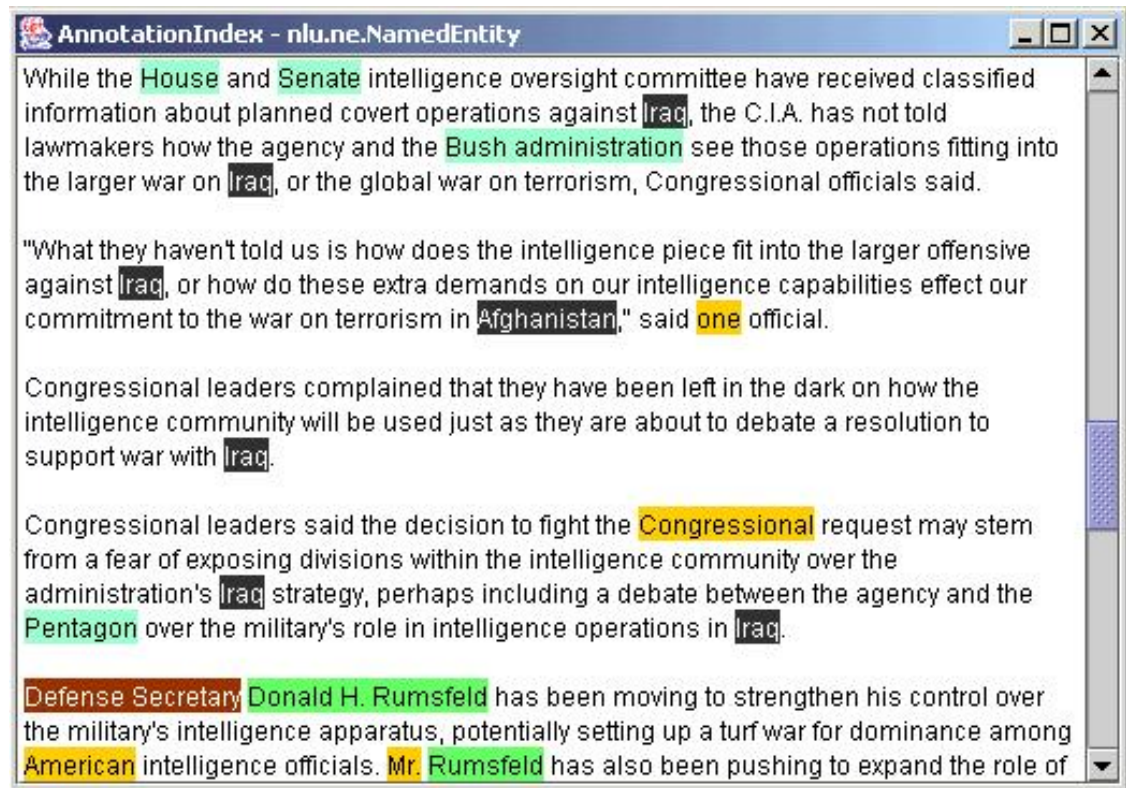 AnnotationIndex - nlu.ne.NamedEntity
While the House and Senate intelligence oversight committee have received classified
information about planned covert operations against Iraq, the C.I.A. has not told
lawmakers how the agency and the Bush administration see those operations fitting into
the larger war on Iraq, or the global war on terrorism, Congressional officials said.
"What they haven't told us is how does the intelligence piece fit into the larger offensive
against Iraq, or how do these extra demands on our intelligence capabilities effect our
commitment to the war on terrorism in Afghanistan," said one official.
Congressional leaders complained that they have been left in the dark on how the
intelligence community will be used just as they are about to debate a resolution to
support war with Iraq.
Congressional leaders said the decision to fight the Congressional request may stem
from a fear of exposing divisions within the intelligence community over the
administration's Iraq strategy, perhaps including a debate between the agency and the
Pentagon over the military's role in intelligence operations in Iraq.
Defense Secretary Donald H. Rumsfeld has been moving to strengthen his control over
the military's intelligence apparatus, potentially setting up a turf war for dominance among
American intelligence officials. Mr. Rumsfeld has also been pushing to expand the role of